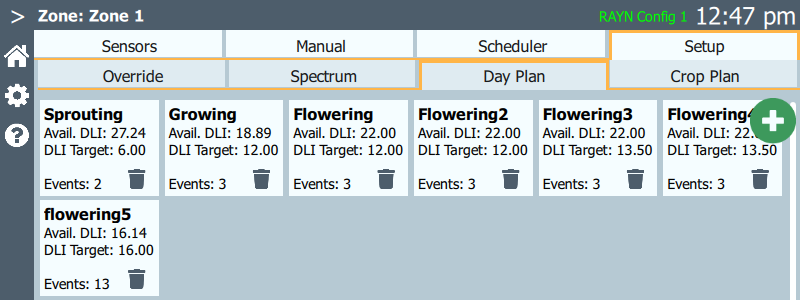 > Zone: Zone 1 RAYN Config 1 12:47 pm
Sensors Manual Scheduler Setup
Override Spectrum Day Plan Crop Plan
Sprouting
Avail. DLI: 27.24
DLI Target: 6.00
Events: 2
Growing
Avail. DLI: 18.89
DLI Target: 12.00
Events: 3
Flowering
Avail. DLI: 22.00
DLI Target: 12.00
Events: 3
Flowering2
Avail. DLI: 22.00
DLI Target: 12.00
Events: 3
Flowering3
Avail. DLI: 22.00
DLI Target: 13.50
Events: 3
Flowering4
Avail. DLI: 22.
DLI Target: 13.50
Events: 3
flowering5
Avail. DLI: 16.14
DLI Target: 16.00
Events: 13